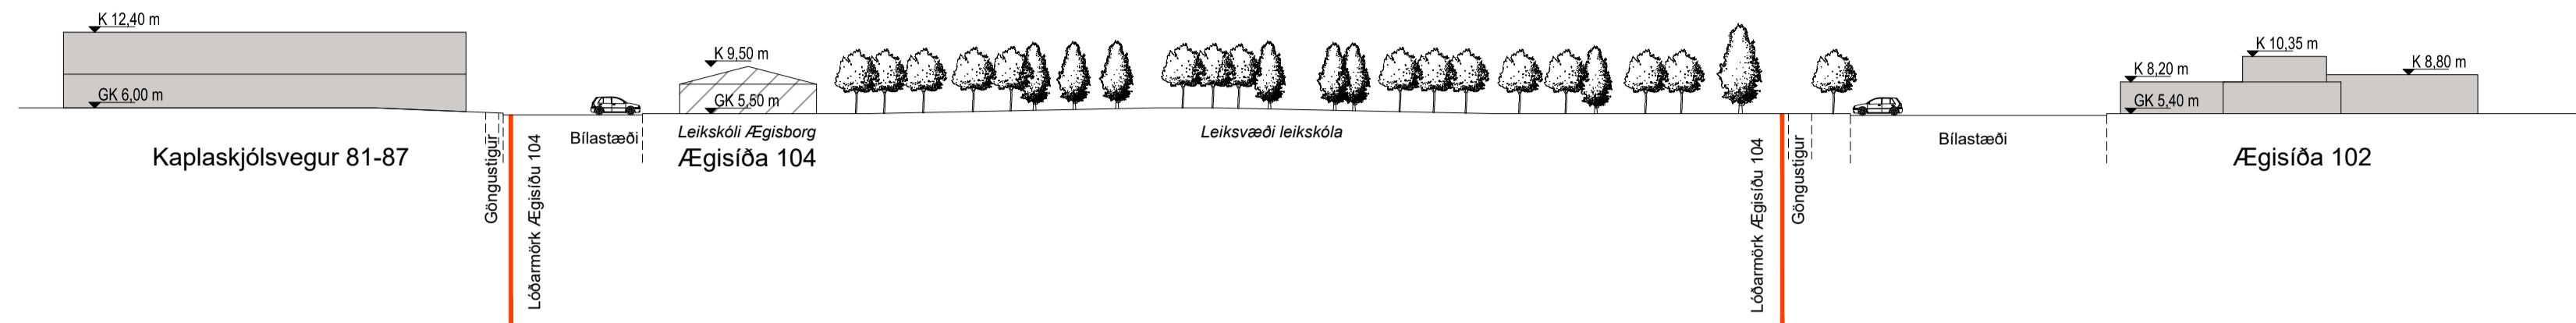 K 12,40 m
GK 6,00 m
Kaplaskjólsvegur 81-87
Göngustígur
Lóðarmörk Ægisíðu 104
Bílastæði
K 9,50 m
GK 5,50 m
Leikskóli Ægisborg
Ægisíða 104
Leiksvæði leikskóla
Lóðarmörk Ægisíðu 104
Göngustígur
Bílastæði
K 8,20 m
GK 5,40 m
K 10,35 m
K 8,80 m
Ægisíða 102